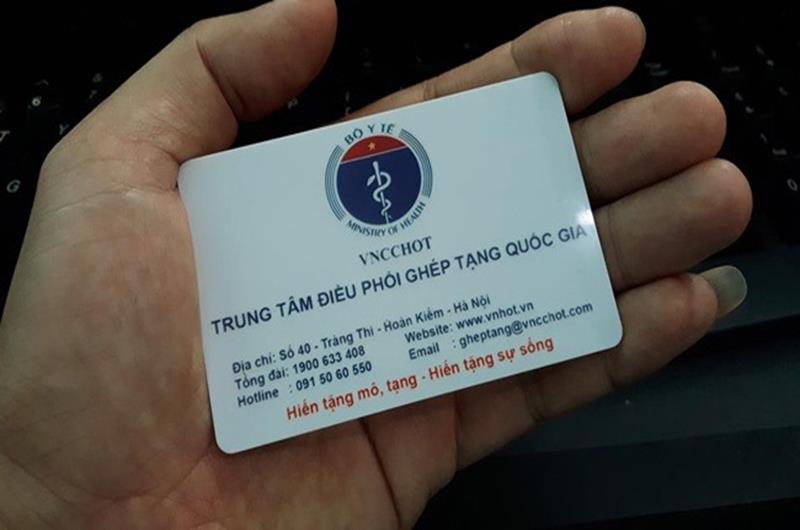 BỘ Y TẾ
MINISTRY OF HEALTH
VNCCHOT
TRUNG TÂM ĐIỀU PHỐI GHÉP TẠNG QUỐC GIA
Địa chỉ: Số 40 - Tràng Thi - Hoàn Kiếm - Hà Nội
Tổng đài: 1900 633 408 Website: www.vnhot.vn
Hotline : 091 50 60 550 Email : gheptang@vncchot.com
Hiến tặng mô, tạng - Hiến tặng sự sống